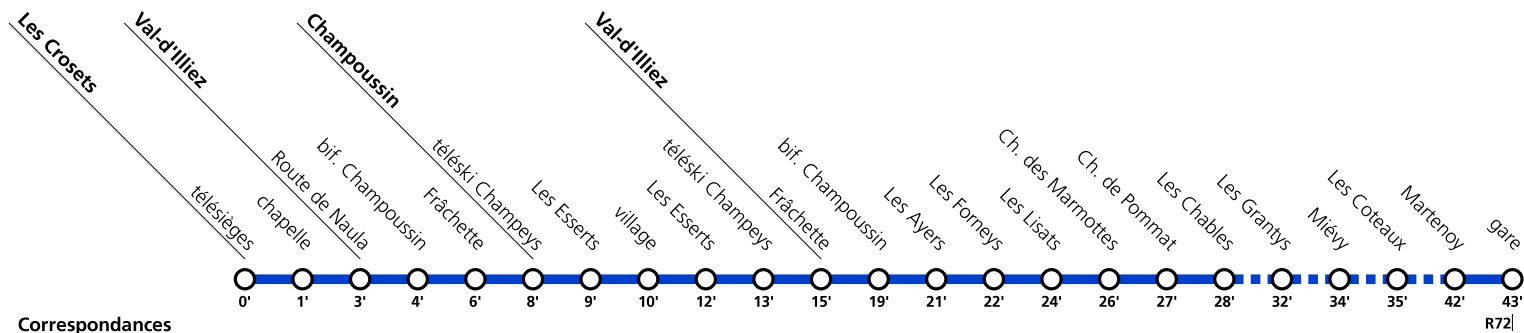 Les Crosets
Val-d'Illiez
Champoussin
Val-d'Illiez
télésièges
chapelle
Route de Naula
bif. Champoussin
Frâchette
téléski Champeys
Les Esserts
village
Les Esserts
téléski Champeys
Frâchette
bif. Champoussin
Les Ayers
Les Forneys
Les Lisats
Ch. des Marmottes
Ch. de Pommat
Les Chables
Les Grantys
Miévy
Les Coteaux
Martenoy
gare
0' 1' 3' 4' 6' 8' 9' 10' 12' 13' 15' 19' 21' 22' 24' 26' 27' 28' 32' 34' 35' 42' 43'
Correspondances R72